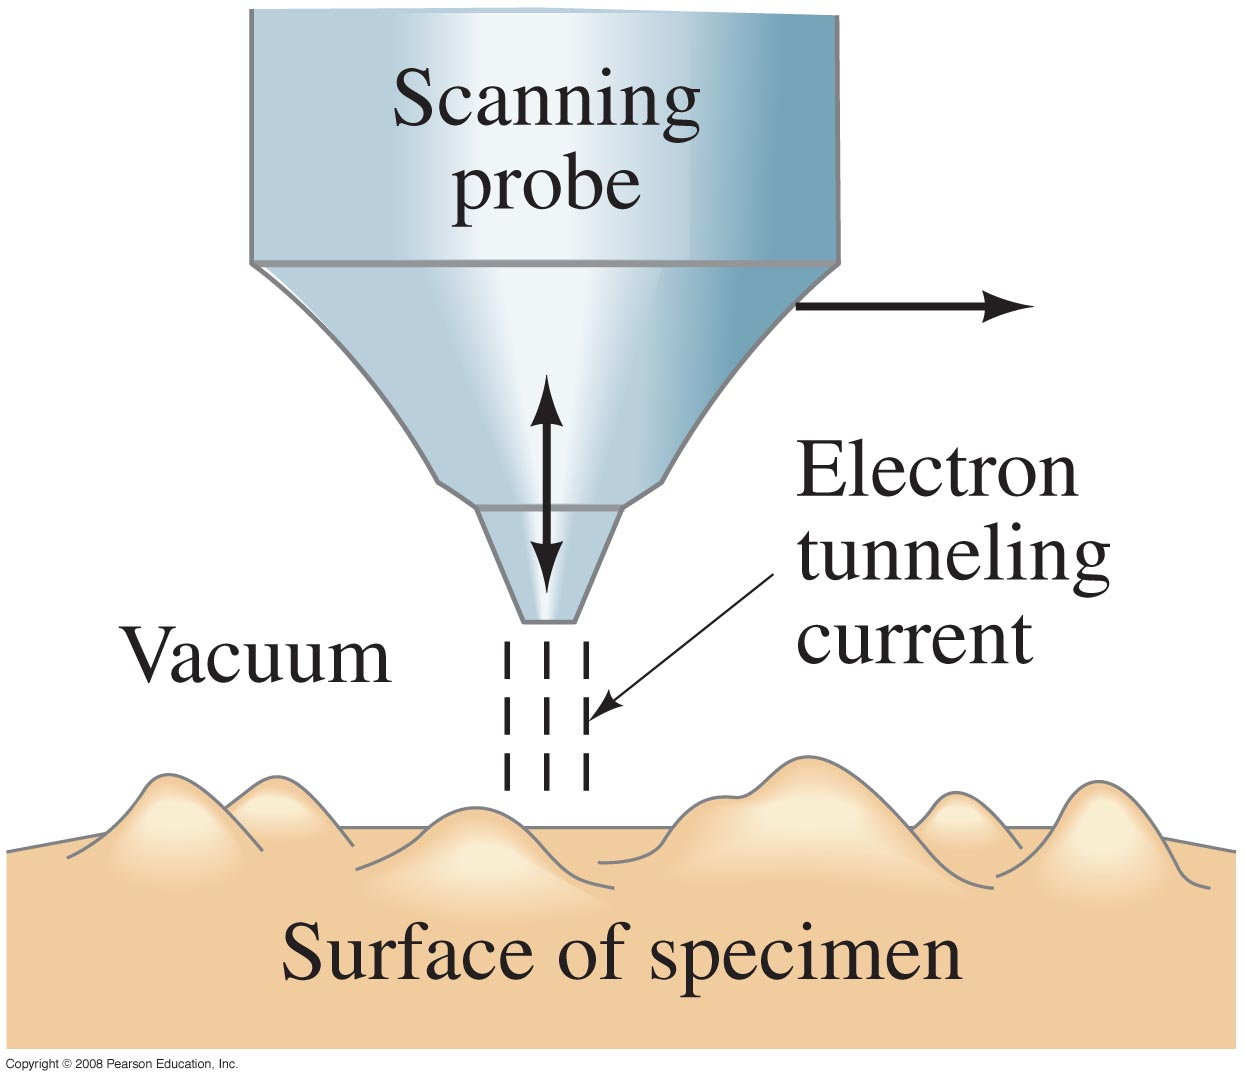 Scanning
probe
Electron
tunneling
current
Vacuum
Surface of specimen
Copyright © 2008 Pearson Education, Inc.